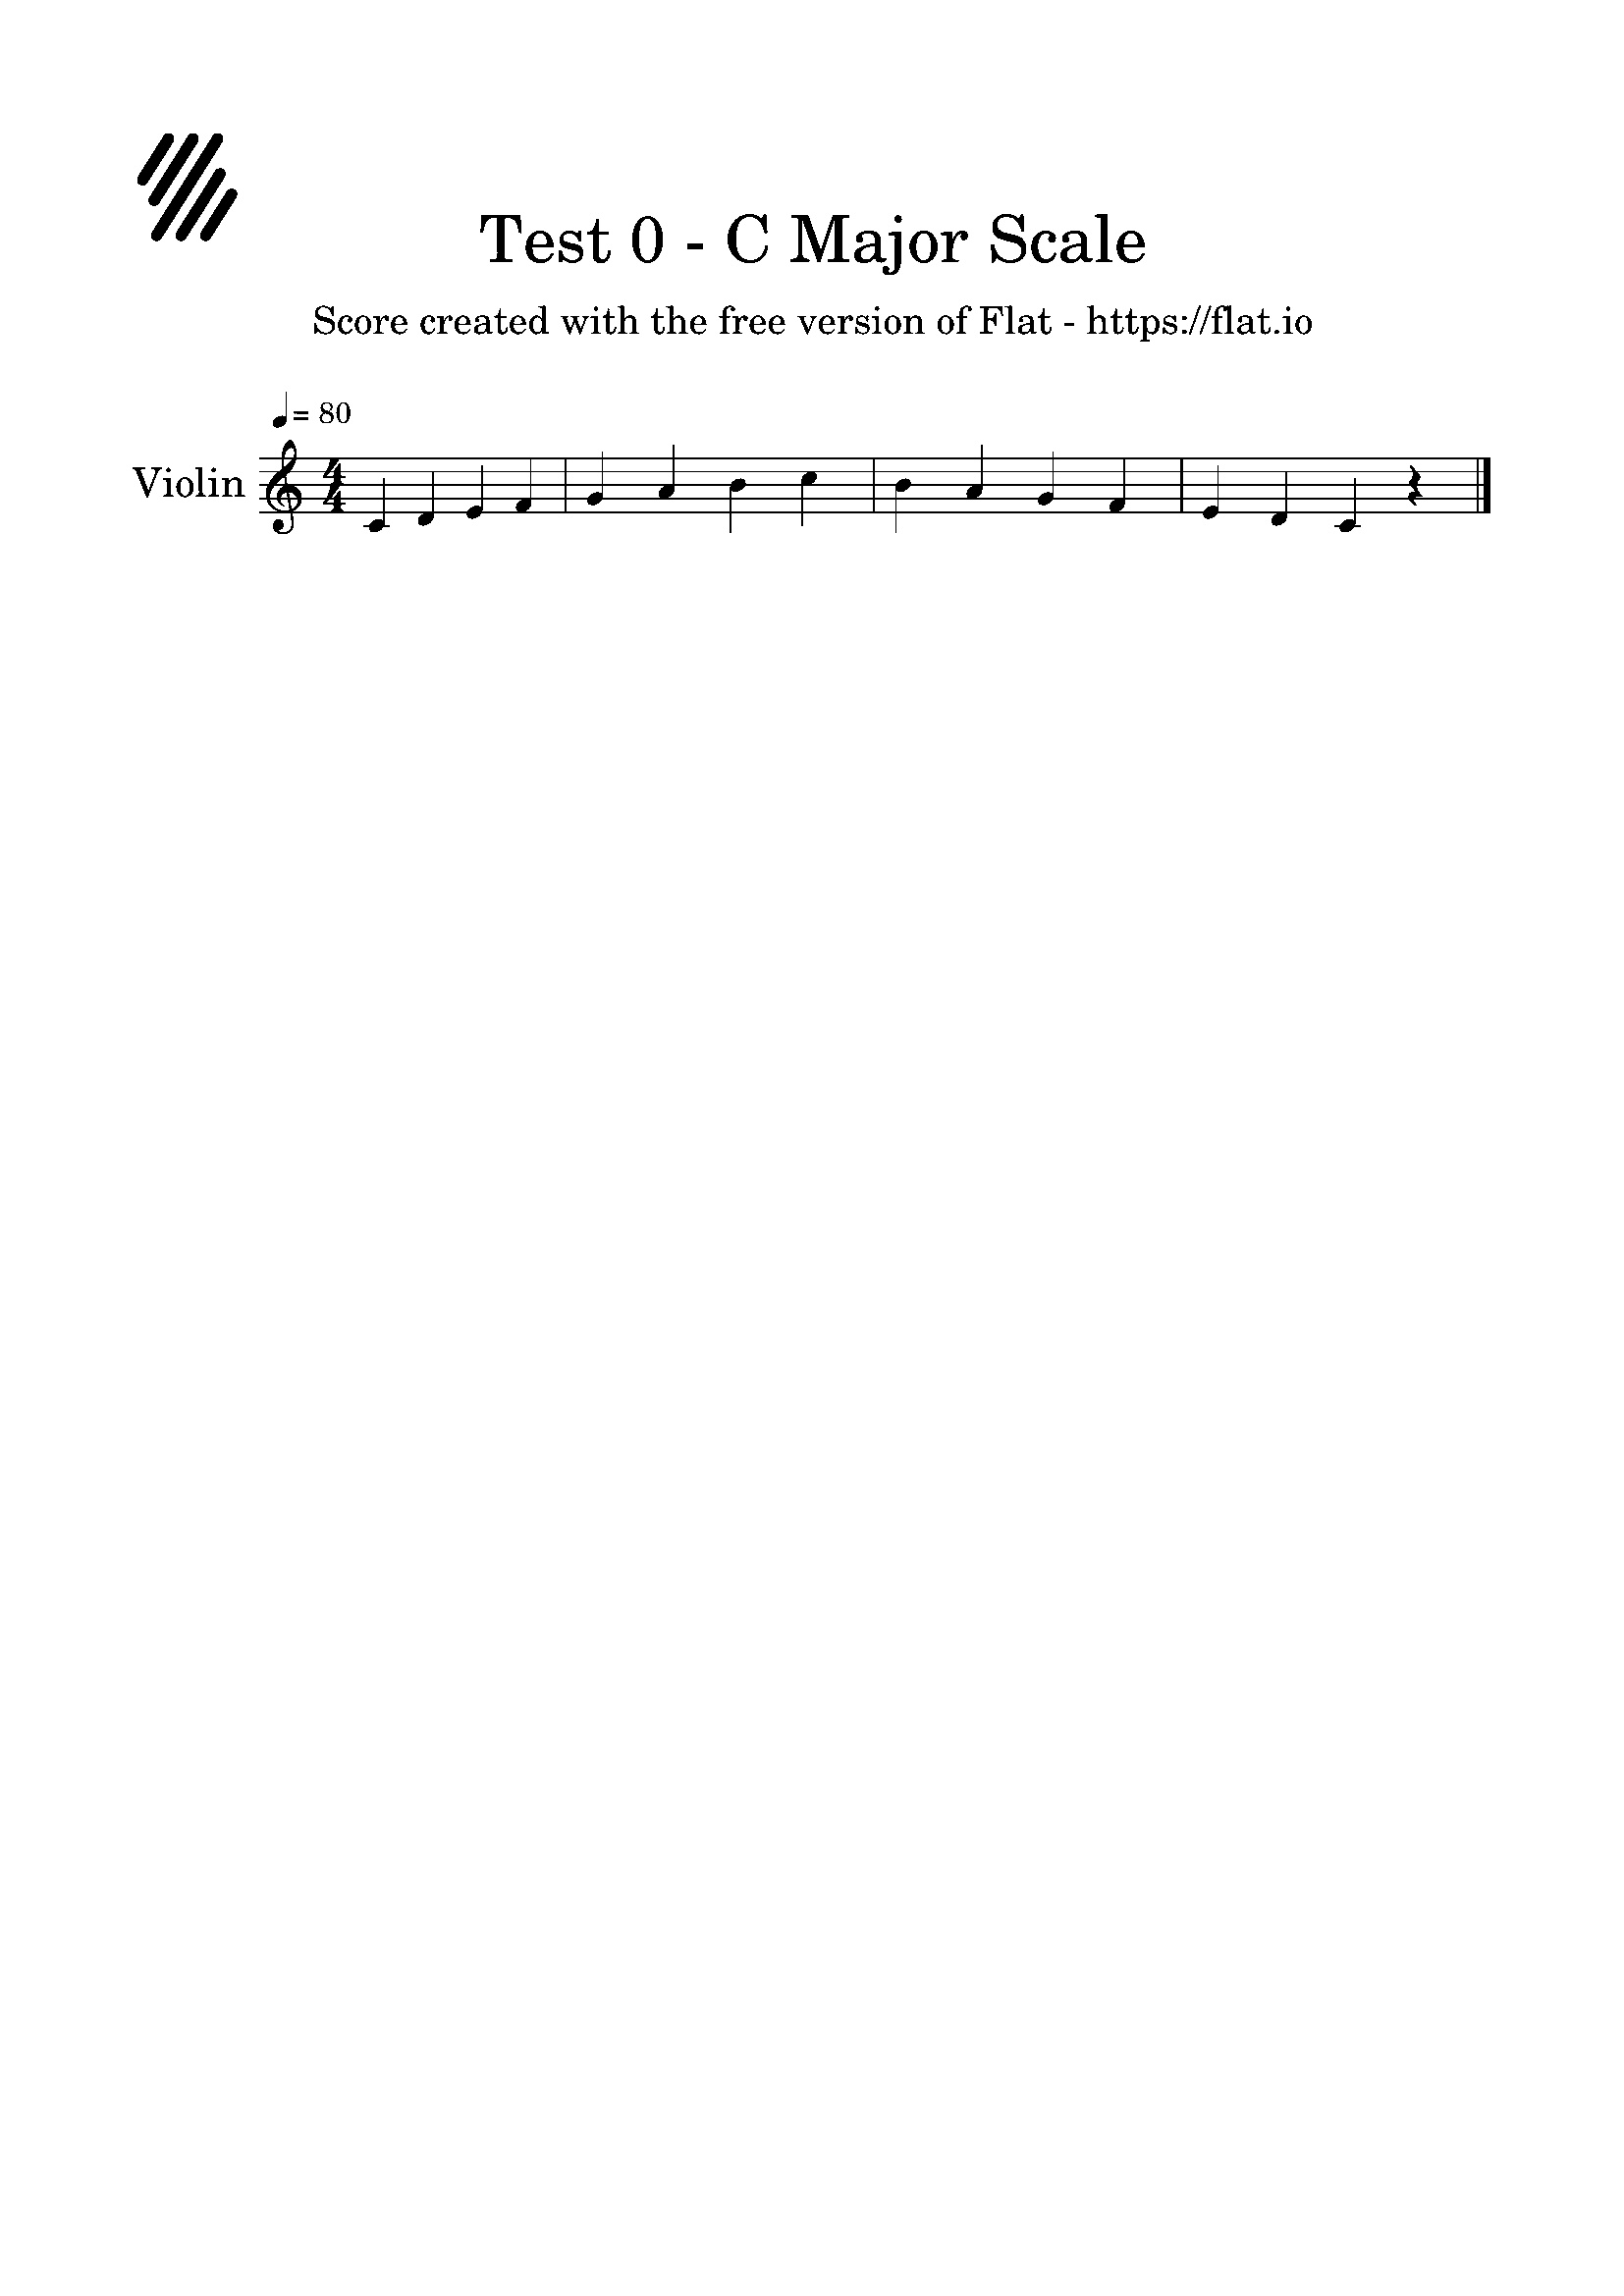 Test 0 - C Major Scale
Score created with the free version of Flat - https://flat.io
= 80
Violin
4
4